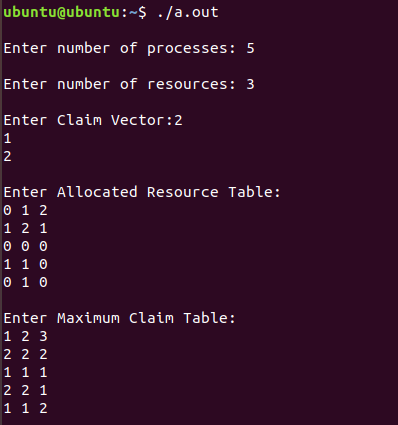 ubuntu@ubuntu:~$ ./a.out
Enter number of processes: 5
Enter number of resources: 3
Enter Claim Vector:2
1
2
Enter Allocated Resource Table:
0 1 2
1 2 1
0 0 0
1 1 0
0 1 0
Enter Maximum Claim Table:
1 2 3
2 2 2
1 1 1
2 2 1
1 1 2